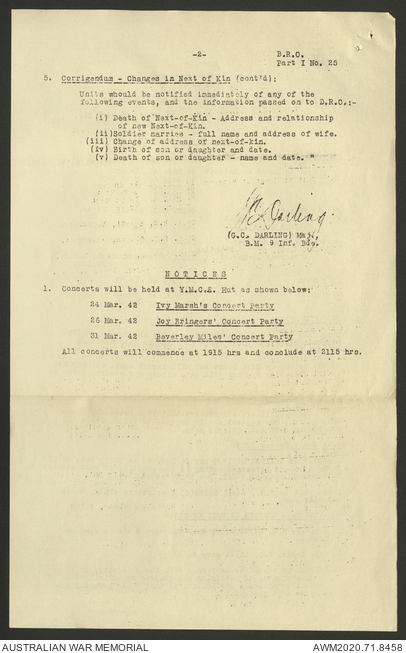 -2-
B.R.O.
Part I No. 25
5. Corrigendum - Changes in Next of Kin (cont'd):
Units should be notified immediately of any of the
following events, and the information passed on to D.R.O.:-
(i) Death of Next-of-Kin - Address and relationship
of new Next-of-Kin.
(ii) Soldier marries - full name and address of wife.
(iii) Change of address of next-of-kin.
(iv) Birth of son or daughter and date.
(v) Death of son or daughter - name and date. "
Darling
(G.C. DARLING) Maj.
B.M. 9 Inf. Bdg.
NOTICES
1. Concerts will be held at Y.M.C.A. Hut as shown below:
24 Mar. 42 Ivy Marsh's Concert Party
26 Mar. 42 Joy Bringers' Concert Party
31 Mar. 42 Beverley Miles' Concert Party
All concerts will commence at 1915 hrs and conclude at 2115 hrs.
AUSTRALIAN WAR MEMORIAL
AWM2020.71.8458